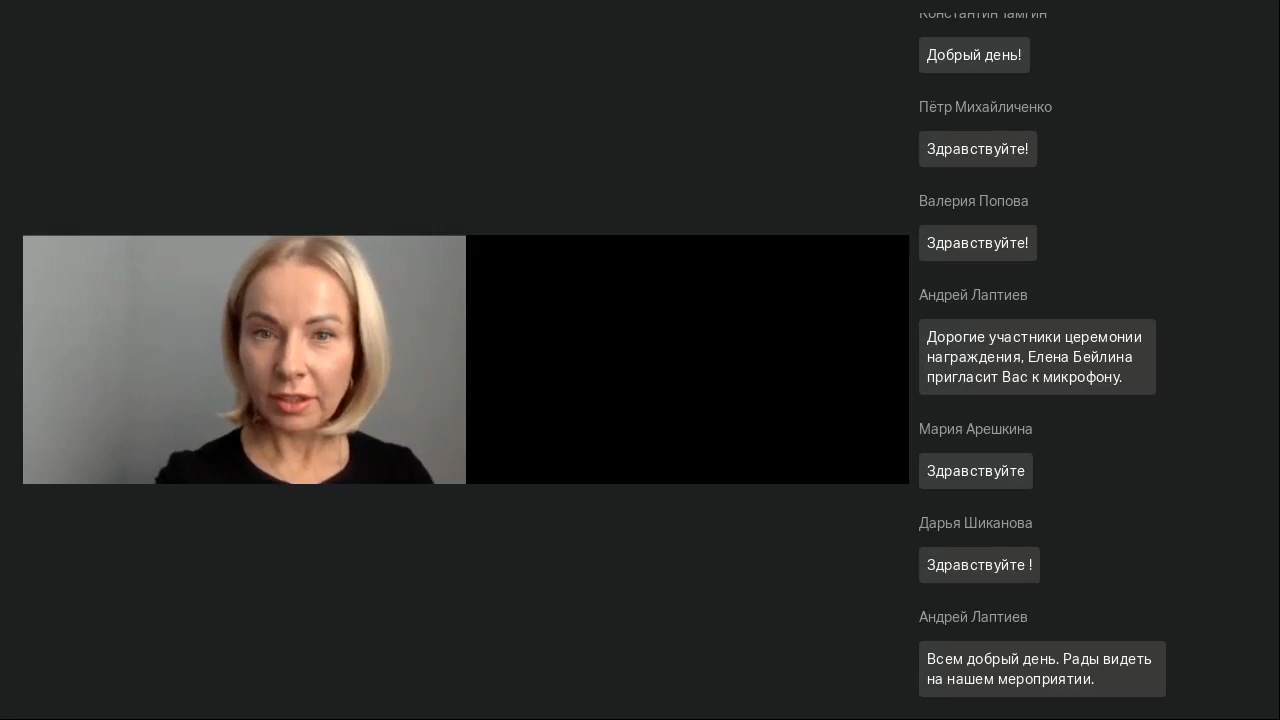 Константин
Добрый день!
Пётр Михайличенко
Здравствуйте!
Валерия Попова
Здравствуйте!
Андрей Лаптиев
Дорогие участники церемонии
награждения, Елена Бейлина
пригласит Вас к микрофону.
Мария Арешкина
Здравствуйте
Дарья Шиканова
Здравствуйте !
Андрей Лаптиев
Всем добрый день. Рады видеть
на нашем мероприятии.